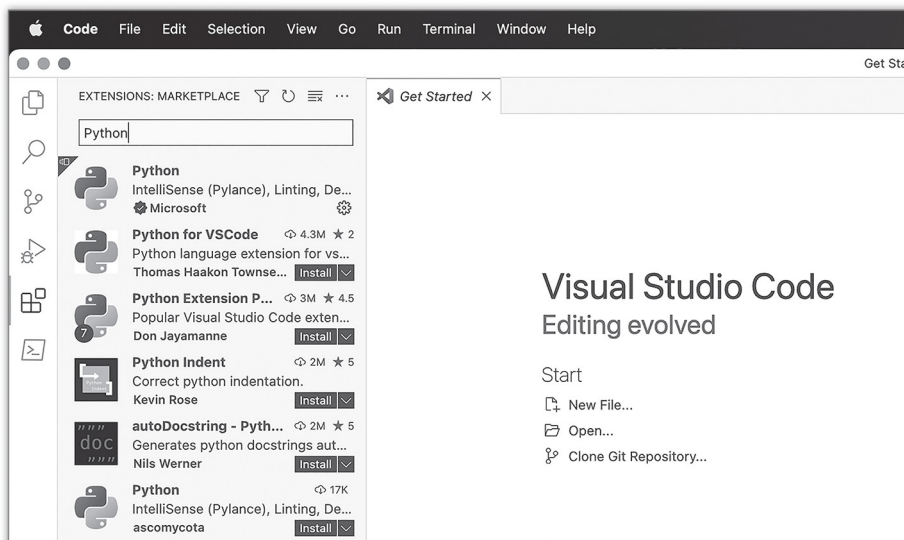 Code File Edit Selection View Go Run Terminal Window Help
Get Sta
EXTENSIONS: MARKETPLACE
Get Started
Python
Python
IntelliSense (Pylance), Linting, De...
Microsoft
Python for VSCode 4.3M ★ 2
Python language extension for vs...
Thomas Haakon Townse... Install
Python Extension P... 3M ★ 4.5
Popular Visual Studio Code exten...
7
Don Jayamanne Install
Python Indent 2M ★ 5
Correct python indentation.
Kevin Rose Install
autoDocstring - Pyth... 2M ★ 5
doc
Generates python docstrings aut...
Nils Werner Install
Python 17K
IntelliSense (Pylance), Linting, De...
ascomycota Install
Visual Studio Code
Editing evolved
Start
New File...
Open...
Clone Git Repository...